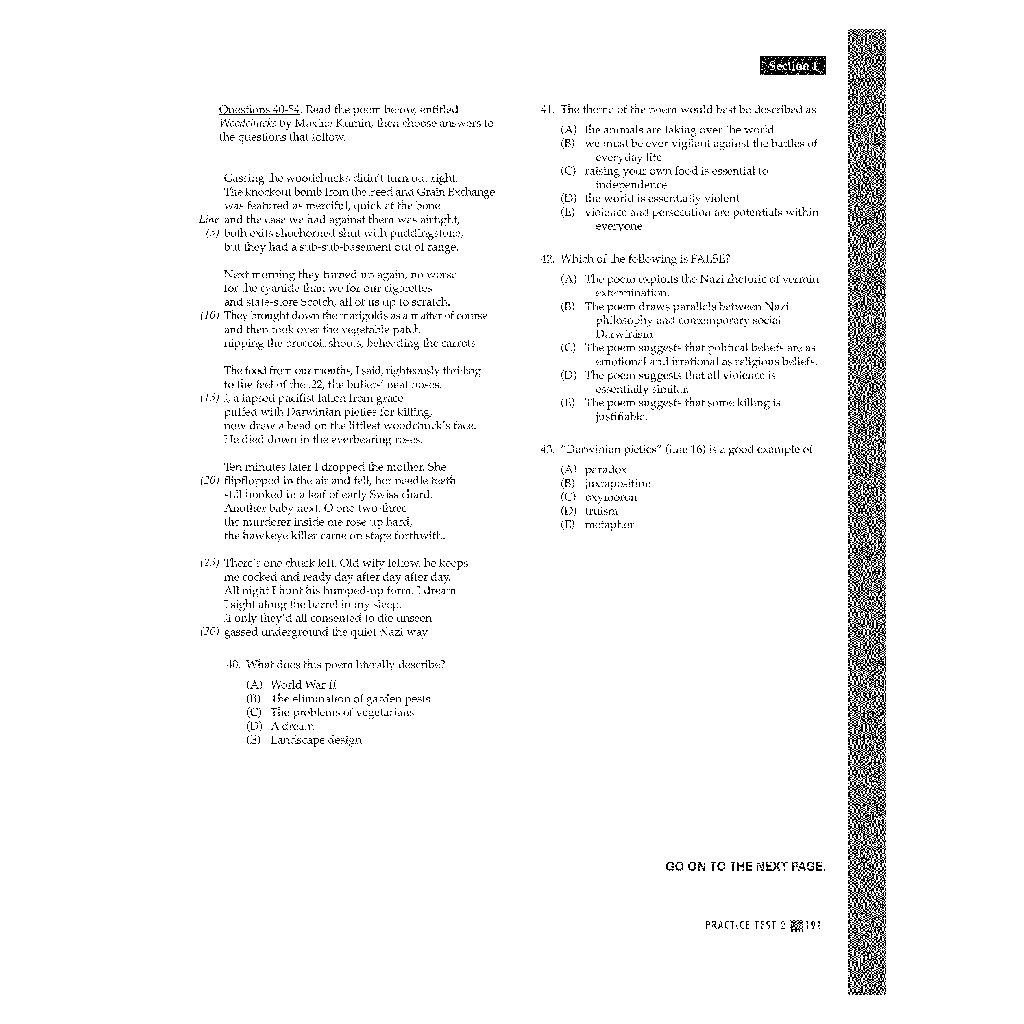 Section I
Questions 40-54. Read the poem below, entitled
Woodchucks by Maxine Kumin, then choose answers to
the questions that follow.
Gassing the woodchucks didn't turn out right.
The knockout bomb from the Feed and Grain Exchange
was featured as merciful, quick at the bone
Line and the case we had against them was airtight,
(5) both exits shoehorned shut with puddingstone,
but they had a sub-sub-basement out of range.
Next morning they turned up again, no worse
for the cyanide than we for our cigarettes
and state-store Scotch, all of us up to scratch.
(10) They brought down the marigolds as a matter of course
and then took over the vegetable patch
nipping the broccoli shoots, beheading the carrots.
The food from our mouths, I said, righteously thrilling
to the feel of the .22, the bullets' neat noses.
(15) I, a lapsed pacifist fallen from grace
puffed with Darwinian pieties for killing,
now drew a bead on the littlest woodchuck's face.
He died down in the everbearing roses.
Ten minutes later I dropped the mother. She
(20) flipflopped in the air and fell, her needle teeth
still hooked in a leaf of early Swiss chard.
Another baby next. O one-two-three
the murderer inside me rose up hard,
the hawkeye killer came on stage forthwith.
(25) There's one chuck left. Old wily fellow, he keeps
me cocked and ready day after day after day.
All night I hunt his humped-up form. I dream
I sight along the barrel in my sleep.
If only they'd all consented to die unseen
(30) gassed underground the quiet Nazi way.
40. What does this poem literally describe?
(A) World War II
(B) The elimination of garden pests
(C) The problems of vegetarians
(D) A dream
(E) Landscape design
41. The theme of the poem would best be described as
(A) the animals are taking over the world
(B) we must be ever vigilant against the battles of
everyday life
(C) raising your own food is essential to
independence
(D) the world is essentially violent
(E) violence and persecution are potentials within
everyone
42. Which of the following is FALSE?
(A) The poem exploits the Nazi rhetoric of vermin
extermination.
(B) The poem draws parallels between Nazi
philosophy and contemporary social
Darwinism.
(C) The poem suggests that political beliefs are as
emotional and irrational as religious beliefs.
(D) The poem suggests that all violence is
essentially similar.
(E) The poem suggests that some killing is
justifiable.
43. "Darwinian pieties" (line 16) is a good example of
(A) paradox
(B) juxtaposition
(C) oxymoron
(D) truism
(E) metaphor
GO ON TO THE NEXT PAGE.
PRACTICE TEST 2